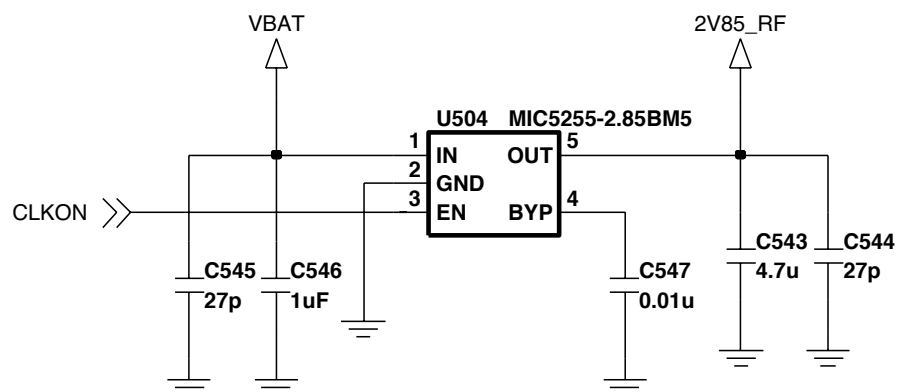 VBAT
2V85_RF
U504 MIC5255-2.85BM5
1 IN OUT 5
2 GND
CLKON 3 EN BYP 4
C545
27p
C546
1uF
C547
0.01u
C543
4.7u
C544
27p